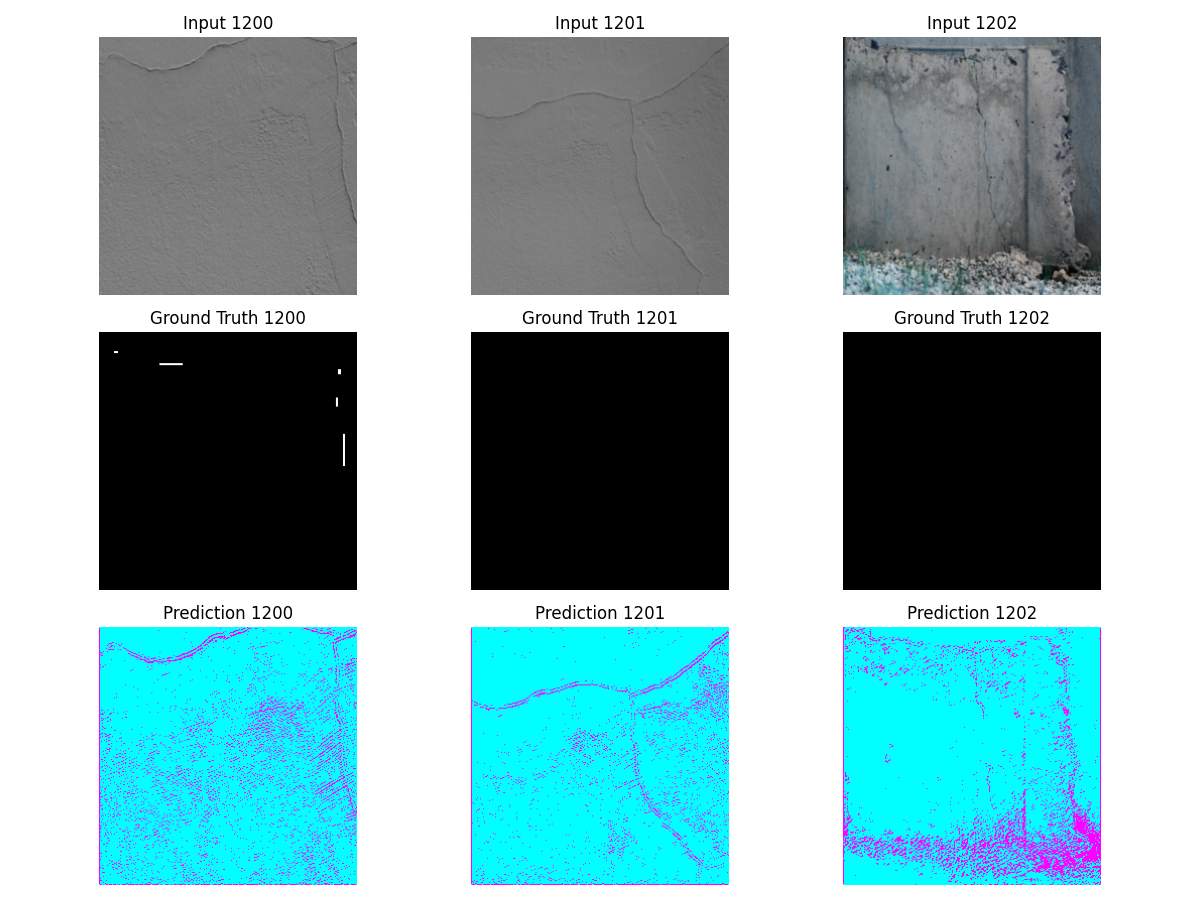 Input 1200
Input 1201
Input 1202
Ground Truth 1200
Ground Truth 1201
Ground Truth 1202
Prediction 1200
Prediction 1201
Prediction 1202